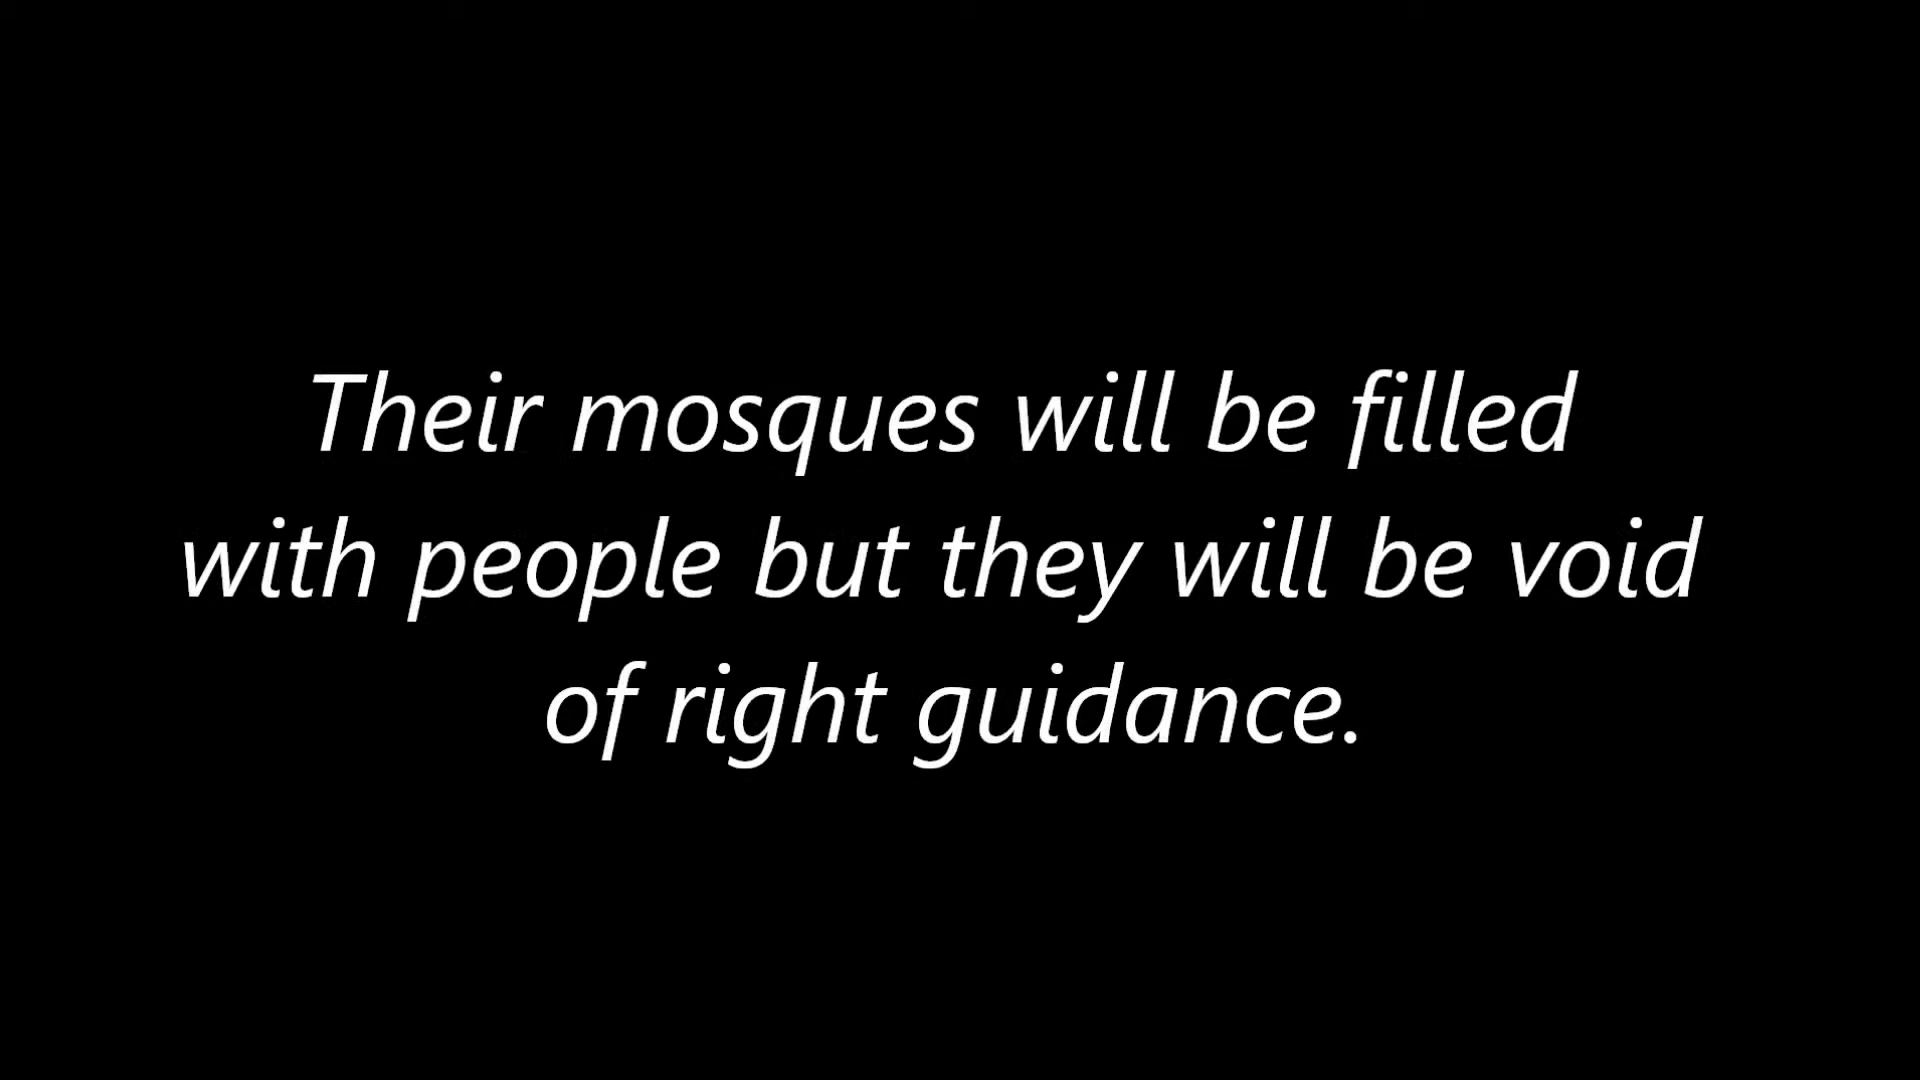 Their mosques will be filled
with people but they will be void
of right guidance.